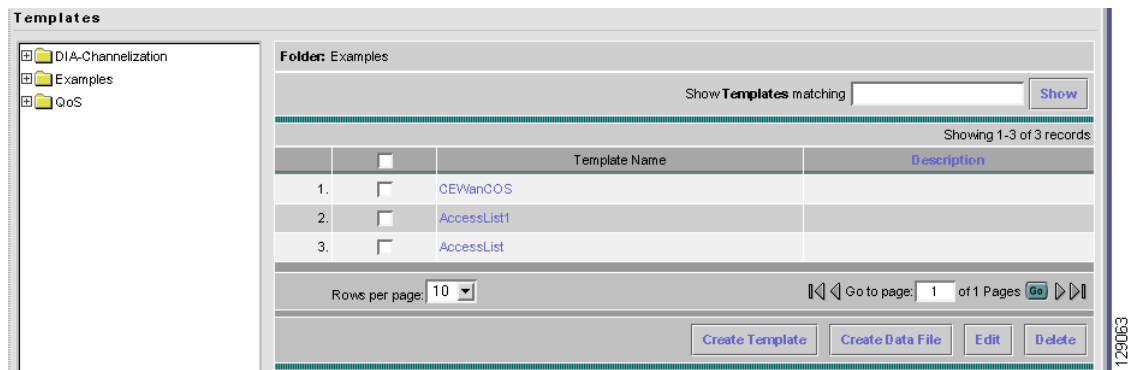 Templates
DIA-Channelization
Examples
QoS
Folder: Examples
Show Templates matching Show
Showing 1-3 of 3 records
Template Name Description
1. CEWanCOS
2. AccessList1
3. AccessList
Rows per page: 10 Go to page: 1 of 1 Pages Go
Create Template Create Data File Edit Delete
129063